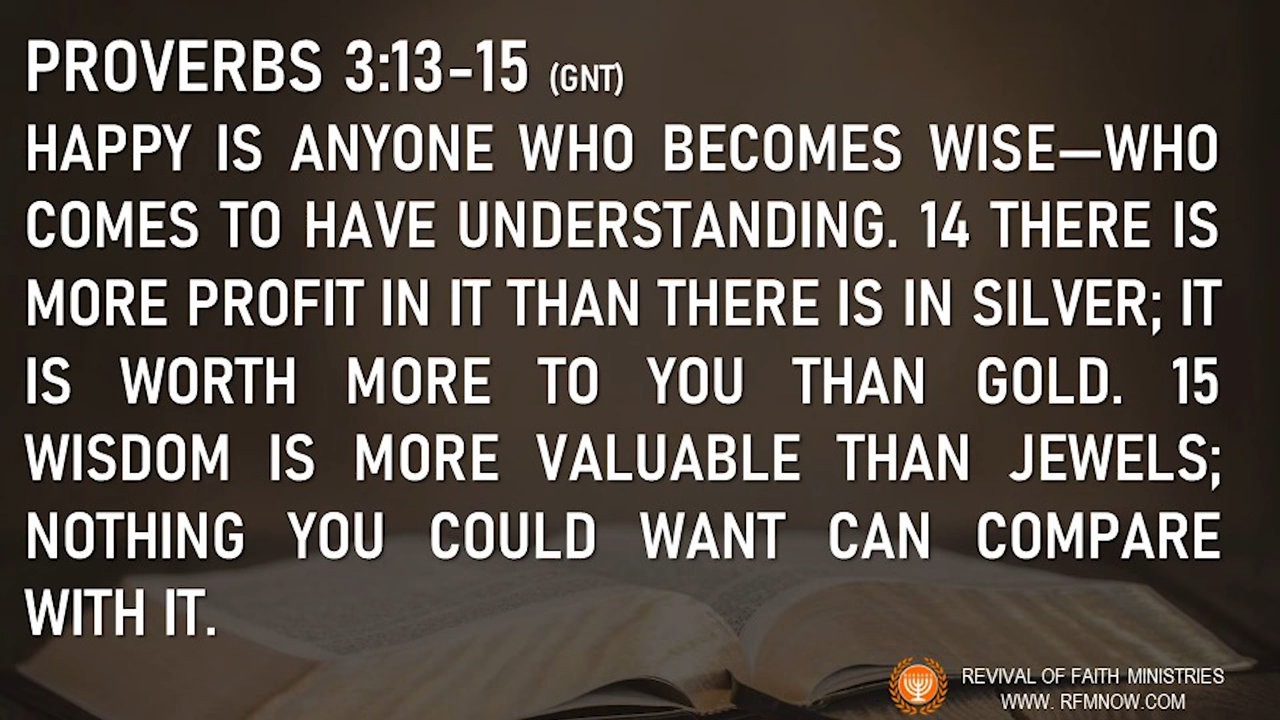 PROVERBS 3:13-15 (GNT)
HAPPY IS ANYONE WHO BECOMES WISE—WHO
COMES TO HAVE UNDERSTANDING. 14 THERE IS
MORE PROFIT IN IT THAN THERE IS IN SILVER; IT
IS WORTH MORE TO YOU THAN GOLD. 15
WISDOM IS MORE VALUABLE THAN JEWELS;
NOTHING YOU COULD WANT CAN COMPARE
WITH IT.
REVIVAL OF FAITH MINISTRIES
WWW. RFMNOW.COM